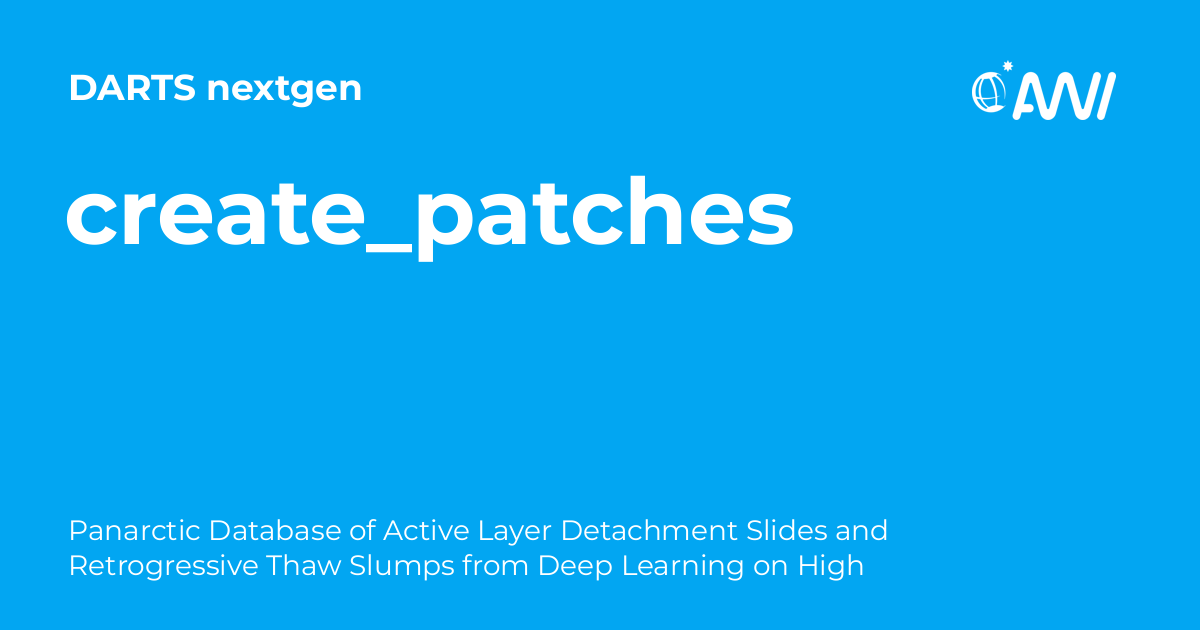 DARTS nextgen
AWI
create_patches
Panarctic Database of Active Layer Detachment Slides and
Retrogressive Thaw Slumps from Deep Learning on High